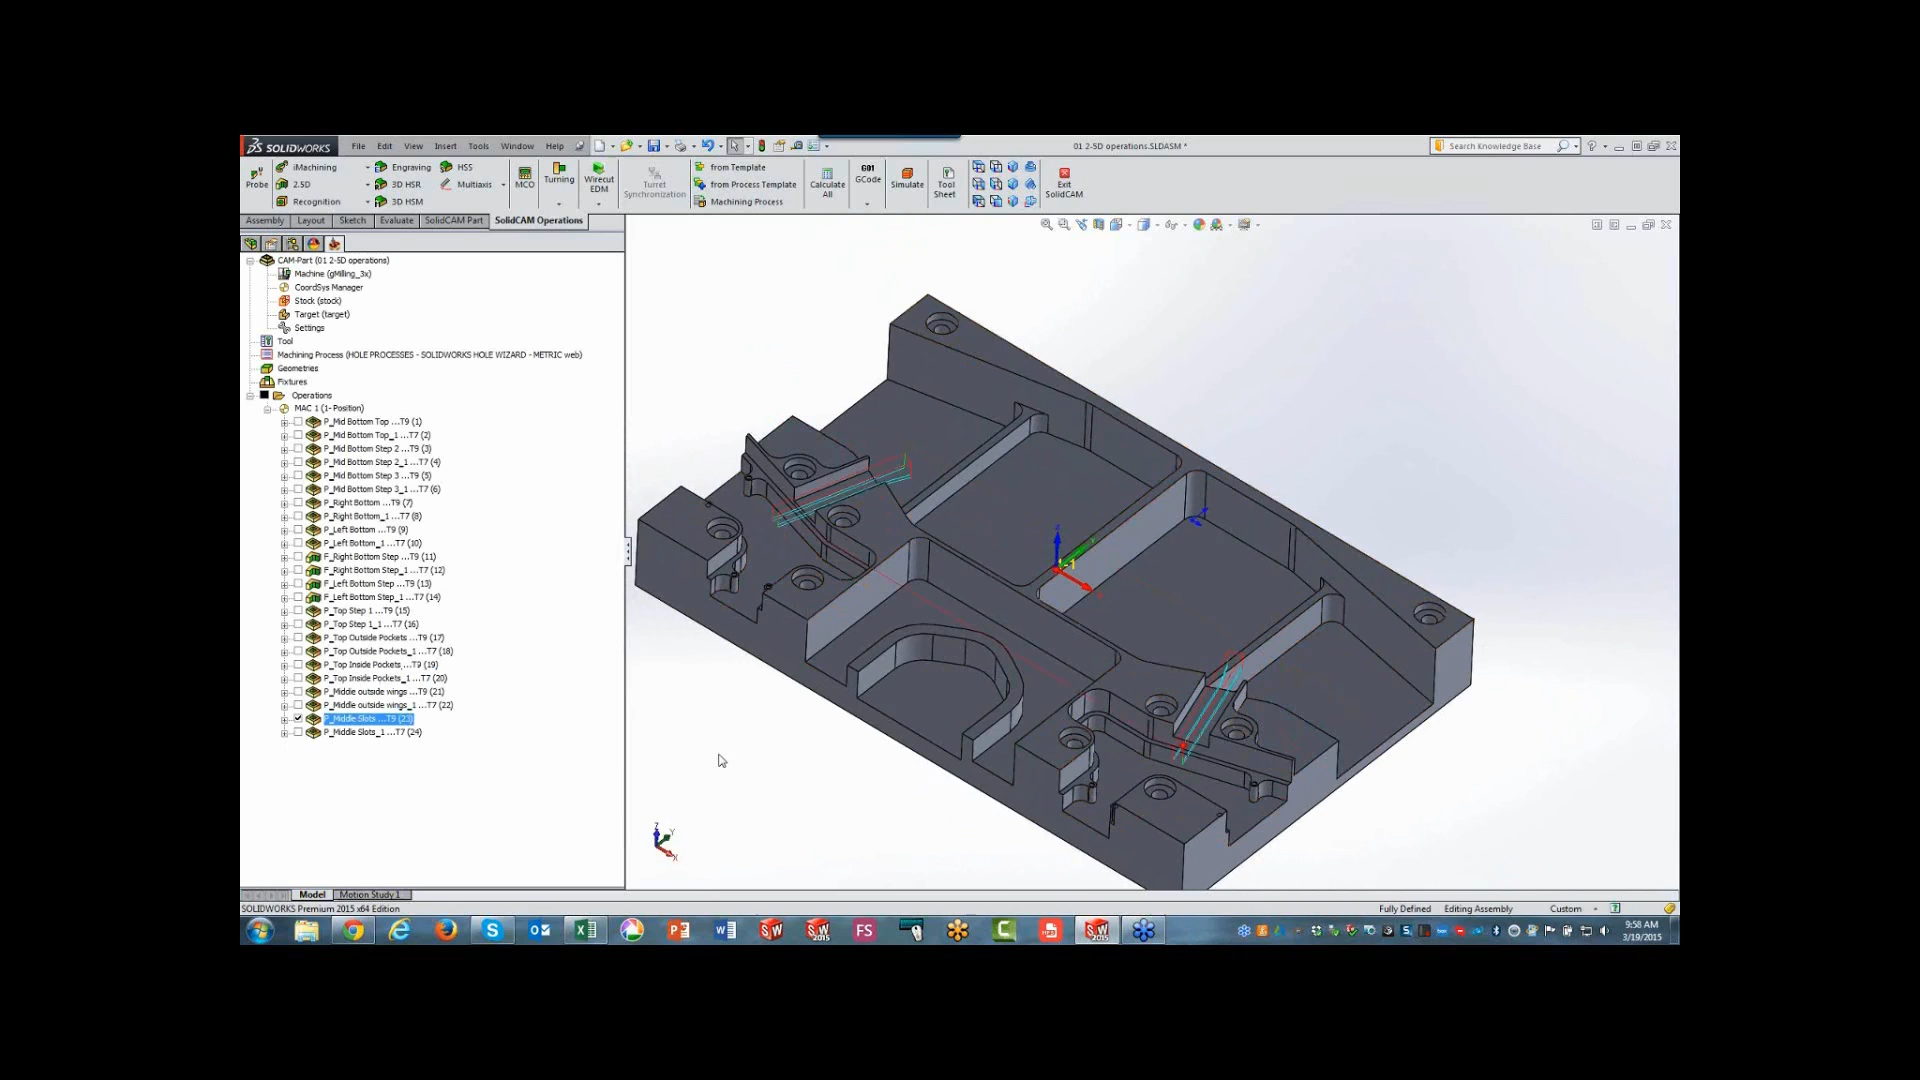 SOLIDWORKS File Edit View Insert Tools Window Help 01 2-5D operations.SLDASM * Search Knowledge Base
Probe iMachining Engraving HSS MCO Turning Wirecut EDM Turret Synchronization from Template Calculate All G01 GCode Simulate Tool Sheet Exit SolidCAM
2.5D 3D HSR Multiaxis from Process Template
Recognition 3D HSM Machining Process
Assembly Layout Sketch Evaluate SolidCAM Part SolidCAM Operations
CAM-Part (01 2-5D operations)
Machine (gMilling_3x)
CoordSys Manager
Stock (stock)
Target (target)
Settings
Tool
Machining Process (HOLE PROCESSES - SOLIDWORKS HOLE WIZARD - METRIC web)
Geometries
Fixtures
Operations
MAC 1 (1- Position)
P_Mid Bottom Top ...T9 (1)
P_Mid Bottom Top_1 ...T7 (2)
P_Mid Bottom Step 2 ...T9 (3)
P_Mid Bottom Step 2_1 ...T7 (4)
P_Mid Bottom Step 3 ...T9 (5)
P_Mid Bottom Step 3_1 ...T7 (6)
P_Right Bottom ...T9 (7)
P_Right Bottom_1 ...T7 (8)
P_Left Bottom ...T9 (9)
P_Left Bottom_1 ...T7 (10)
F_Right Bottom Step ...T9 (11)
F_Right Bottom Step_1 ...T7 (12)
F_Left Bottom Step ...T9 (13)
F_Left Bottom Step_1 ...T7 (14)
P_Top Step 1 ...T9 (15)
P_Top Step 1_1 ...T7 (16)
P_Top Outside Pockets ...T9 (17)
P_Top Outside Pockets_1 ...T7 (18)
P_Top Inside Pockets ...T9 (19)
P_Top Inside Pockets_1 ...T7 (20)
P_Middle outside wings ...T9 (21)
P_Middle outside wings_1 ...T7 (22)
P_Middle Slots ...T9 (23)
P_Middle Slots_1 ...T7 (24)
Z
Y
X
Model Motion Study 1
SOLIDWORKS Premium 2015 x64 Edition Fully Defined Editing Assembly Custom
9:58 AM
3/19/2015